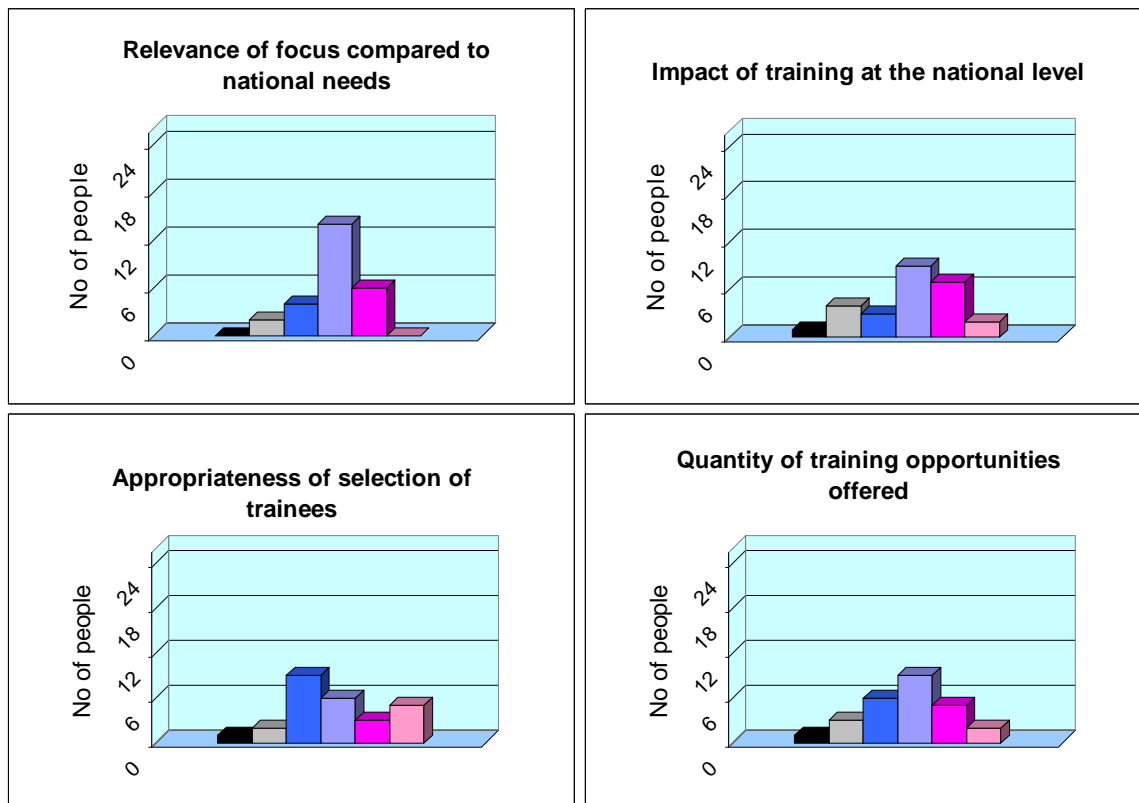 Relevance of focus compared to
national needs
No of people
24
18
12
6
0
Impact of training at the national level
No of people
24
18
12
6
0
Appropriateness of selection of
trainees
No of people
24
18
12
6
0
Quantity of training opportunities
offered
No of people
24
18
12
6
0